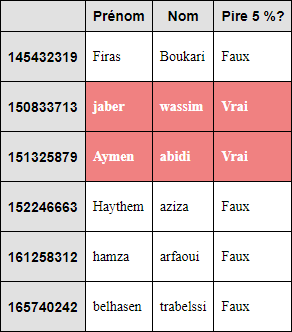 Prénom Nom Pire 5 %?
145432319 Firas Boukari Faux
150833713 jaber wassim Vrai
151325879 Aymen abidi Vrai
152246663 Haythem aziza Faux
161258312 hamza arfaoui Faux
165740242 belhasen trabelssi Faux